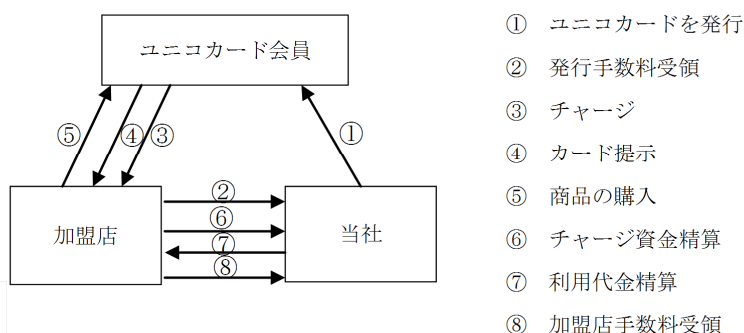 ユニコカード会員
⑤
④
③
①
加盟店
②
⑥
⑦
⑧
当社
① ユニコカードを発行
② 発行手数料受領
③ チャージ
④ カード提示
⑤ 商品の購入
⑥ チャージ資金精算
⑦ 利用代金精算
⑧ 加盟店手数料受領